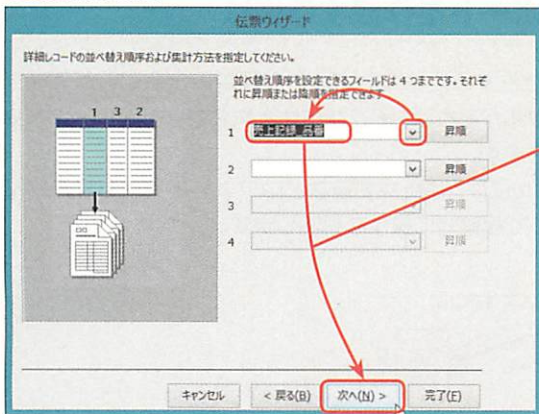 伝票ウィザード
詳細レコードの並べ替え順序および集計方法を指定してください。
並べ替え順序を設定できるフィールドは 4 つまでです。それぞ
れに昇順または降順を指定できます。
1 3 2
1 売上記録_品番 昇順
2 昇順
3 昇順
4 昇順
キャンセル < 戻る(B) 次へ(N) > 完了(F)